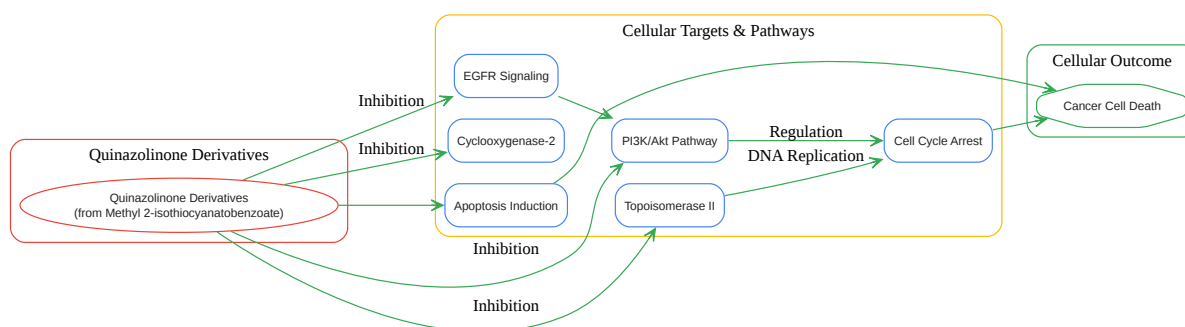 Cellular Targets & Pathways
Cellular Outcome
EGFR Signaling
Inhibition
Cancer Cell Death
Cyclooxygenase-2
PI3K/Akt Pathway
Regulation
Cell Cycle Arrest
Inhibition
Quinazolinone Derivatives
DNA Replication
Quinazolinone Derivatives
(from Methyl 2-isothiocyanatobenzoate)
Apoptosis Induction
Topoisomerase II
Inhibition
Inhibition